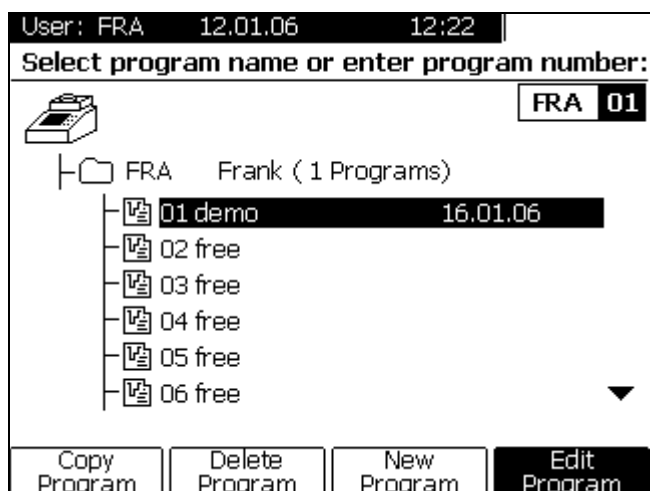 User: FRA 12.01.06 12:22
Select program name or enter program number:
FRA 01
FRA Frank ( 1 Programs)
01 demo 16.01.06
02 free
03 free
04 free
05 free
06 free
Copy Program
Delete Program
New Program
Edit Program